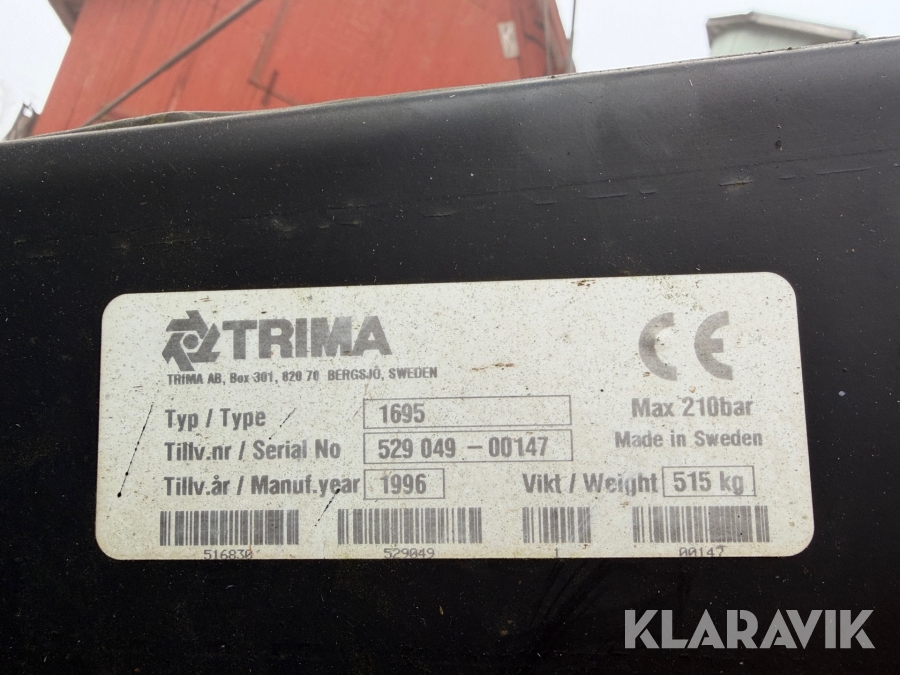 TRIMA
TRIMA AB, Box 301, 820 70 BERGSJÖ, SWEDEN
CE
Typ / Type 1695
Max 210bar
Tillv.nr / Serial No 529 049 - 00147
Made in Sweden
Tillv.år / Manuf.year 1996
Vikt / Weight 515 kg
516830 529049 1 00147
KLARAVIK